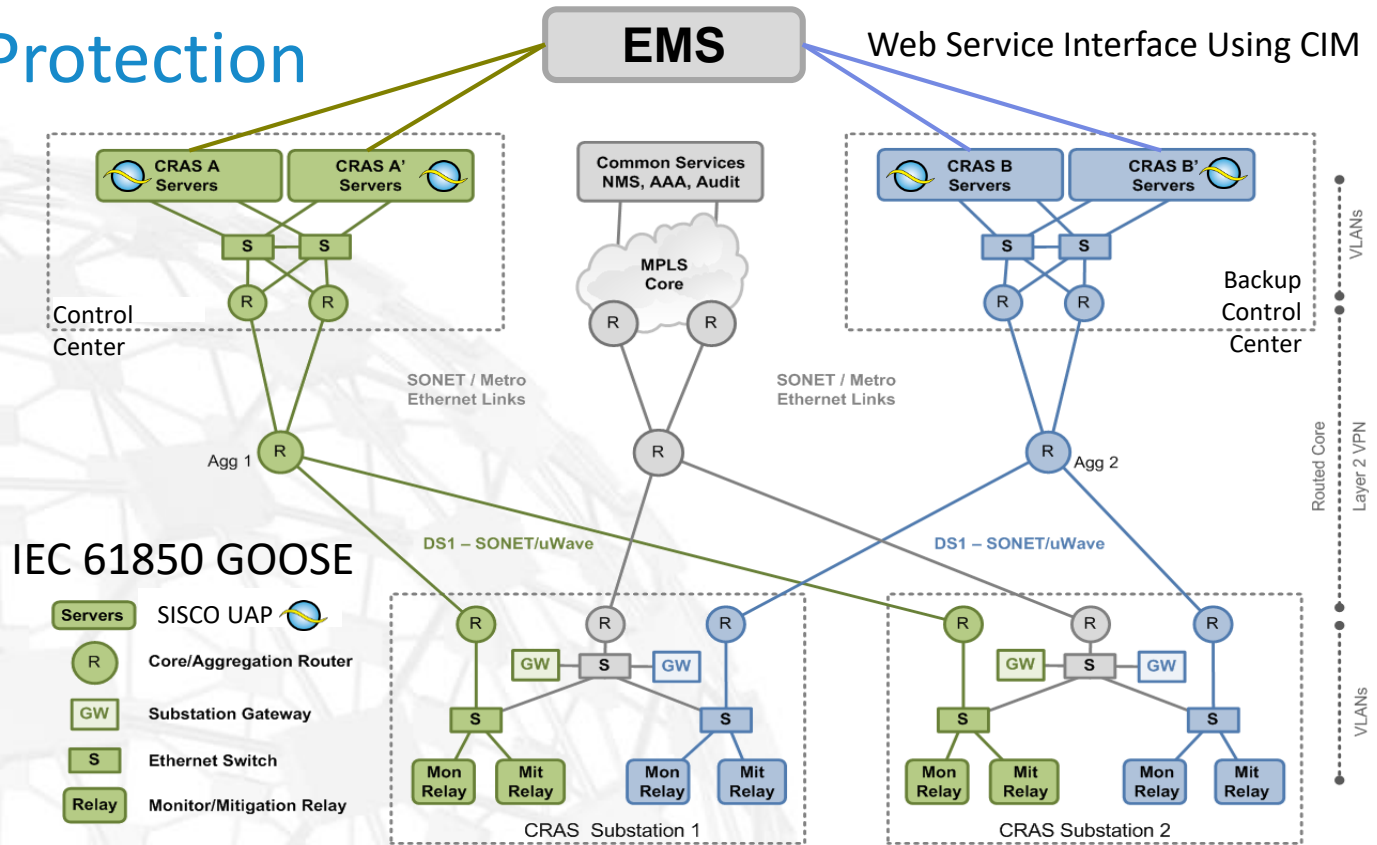 Protection
EMS
Web Service Interface Using CIM
CRAS A
Servers
CRAS A’
Servers
Common Services
NMS, AAA, Audit
CRAS B
Servers
CRAS B’
Servers
S
S
S
S
VLANs
MPLS
Core
R
R
R
R
R
R
Control
Center
Backup
Control
Center
SONET / Metro
Ethernet Links
SONET / Metro
Ethernet Links
Agg 1
R
R
R
Agg 2
Routed Core
Layer 2 VPN
DS1 – SONET/uWave
DS1 – SONET/uWave
IEC 61850 GOOSE
Servers
SISCO UAP
R
Core/Aggregation Router
GW
Substation Gateway
S
Ethernet Switch
Relay
Monitor/Mitigation Relay
R
R
R
GW
S
GW
S
S
Mon
Relay
Mit
Relay
Mon
Relay
Mit
Relay
CRAS Substation 1
R
R
R
GW
S
GW
S
S
Mon
Relay
Mit
Relay
Mon
Relay
Mit
Relay
CRAS Substation 2
VLANs